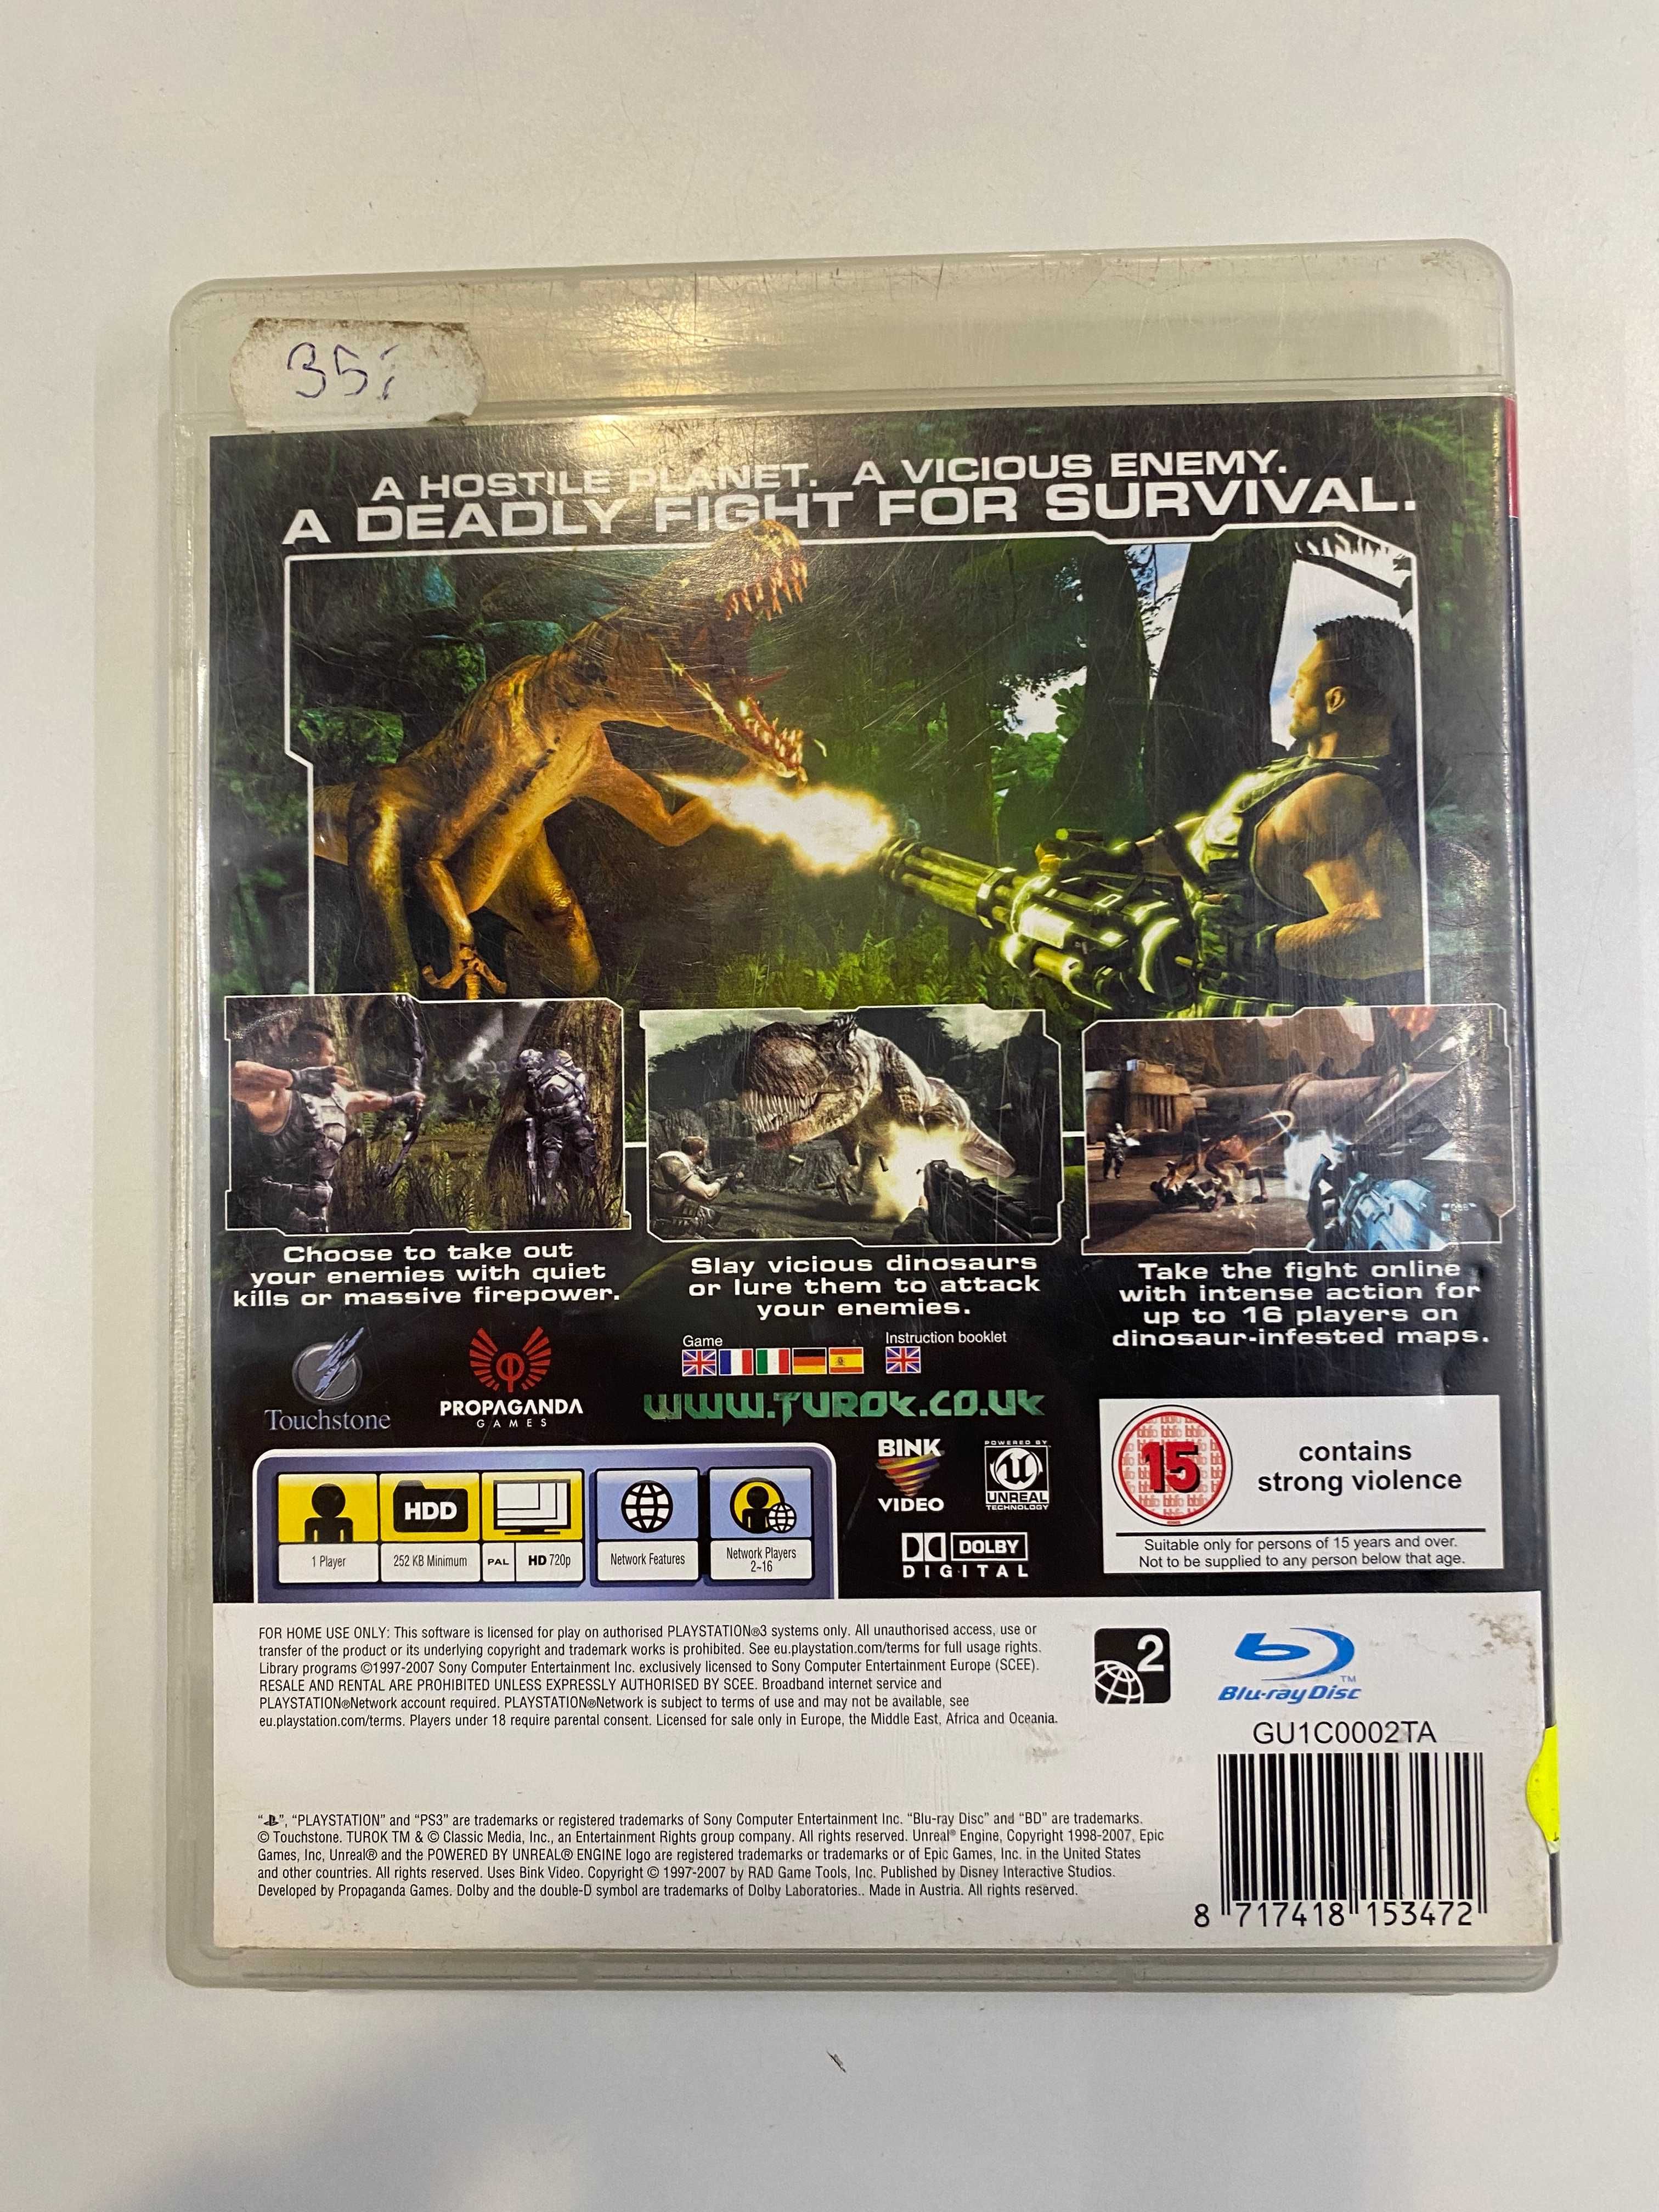 35;
A HOSTILE PLANET. A VICIOUS ENEMY.
A DEADLY FIGHT FOR SURVIVAL.
Choose to take out
your enemies with quiet
kills or massive firepower.
Slay vicious dinosaurs
or lure them to attack
your enemies.
Take the fight online
with intense action for
up to 16 players on
dinosaur-infested maps.
Touchstone
PROPAGANDA
GAMES
Game
Instruction booklet
WWW.TUROK.CO.UK
BINK
VIDEO
POWERED BY
UNREAL
TECHNOLOGY
DOLBY
DIGITAL
15
contains
strong violence
Suitable only for persons of 15 years and over.
Not to be supplied to any person below that age.
HDD
1 Player
252 KB Minimum
PAL
HD 720p
Network Features
Network Players
2~16
FOR HOME USE ONLY: This software is licensed for play on authorised PLAYSTATION®3 systems only. All unauthorised access, use or
transfer of the product or its underlying copyright and trademark works is prohibited. See eu.playstation.com/terms for full usage rights.
Library programs ©1997-2007 Sony Computer Entertainment Inc. exclusively licensed to Sony Computer Entertainment Europe (SCEE).
RESALE AND RENTAL ARE PROHIBITED UNLESS EXPRESSLY AUTHORISED BY SCEE. Broadband internet service and
PLAYSTATION®Network account required. PLAYSTATION®Network is subject to terms of use and may not be available, see
eu.playstation.com/terms. Players under 18 require parental consent. Licensed for sale only in Europe, the Middle East, Africa and Oceania.
2
Blu-ray Disc
TM
GU1C0002TA
"PS", "PLAYSTATION" and "PS3" are trademarks or registered trademarks of Sony Computer Entertainment Inc. "Blu-ray Disc" and "BD" are trademarks.
© Touchstone. TUROK TM & © Classic Media, Inc., an Entertainment Rights group company. All rights reserved. Unreal® Engine, Copyright 1998-2007, Epic
Games, Inc, Unreal® and the POWERED BY UNREAL® ENGINE logo are registered trademarks or trademarks or of Epic Games, Inc. in the United States
and other countries. All rights reserved. Uses Bink Video. Copyright © 1997-2007 by RAD Game Tools, Inc. Published by Disney Interactive Studios.
Developed by Propaganda Games. Dolby and the double-D symbol are trademarks of Dolby Laboratories.. Made in Austria. All rights reserved.
8 717418 153472